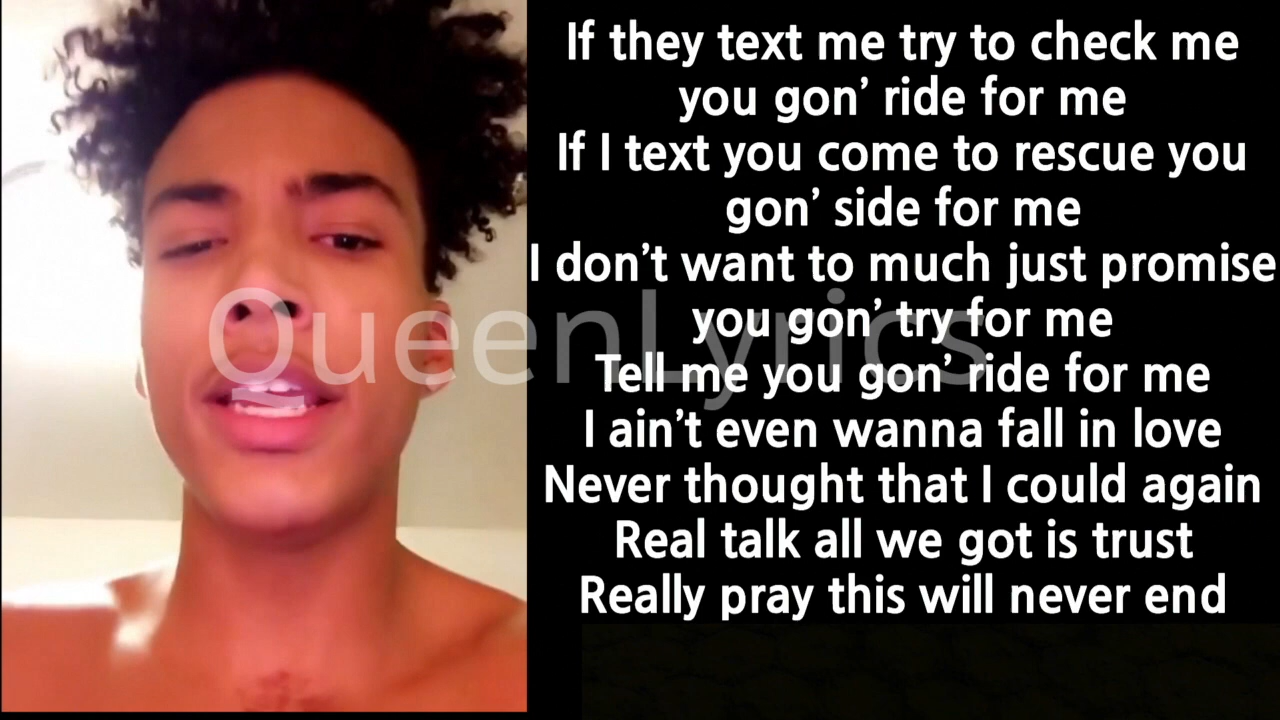 If they text me try to check me
you gon’ ride for me
If I text you come to rescue you
gon’ side for me
I don’t want to much just promise
you gon’ try for me
Tell me you gon’ ride for me
I ain’t even wanna fall in love
Never thought that I could again
Real talk all we got is trust
Really pray this will never end
QueenLyrics